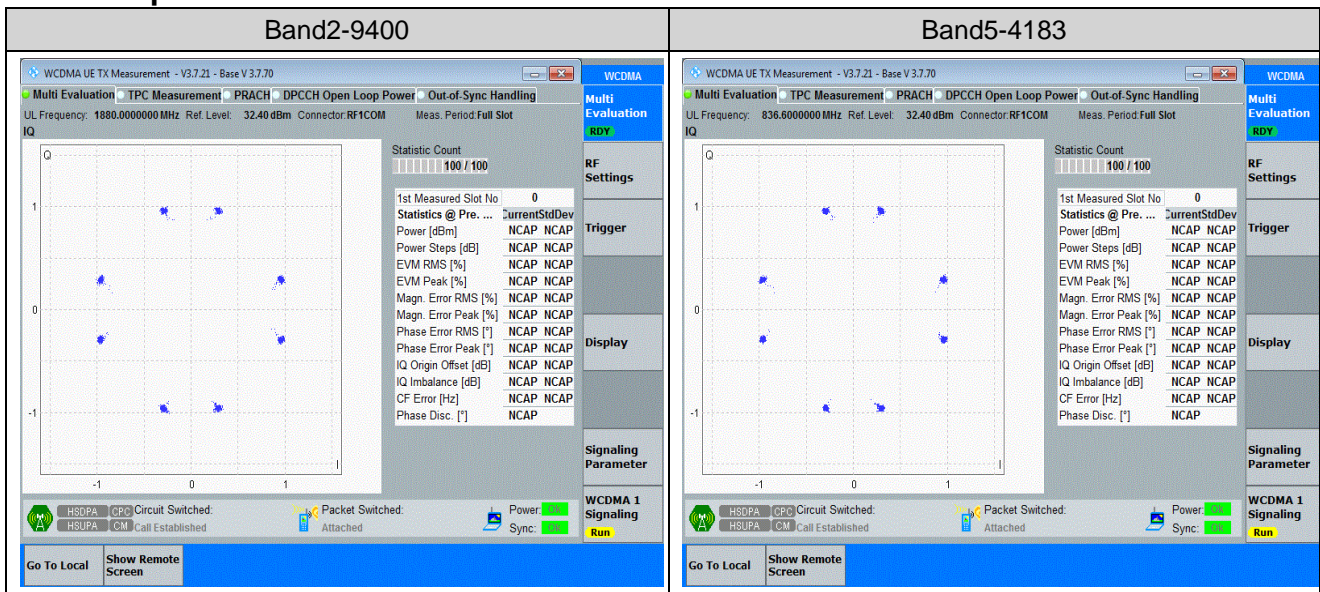 Band2-9400
WCDMA UE TX Measurement - V3.7.21 - Base V 3.7.70
WCDMA
Multi Evaluation TPC Measurement PRACH DPCCH Open Loop Power Out-of-Sync Handling
Multi Evaluation
RDY
UL Frequency: 1880.0000000 MHz Ref. Level: 32.40 dBm Connector:RF1COM Meas. Period:Full Slot
IQ
Q
1
0
-1
-1 0 1
I
Statistic Count
100 / 100
1st Measured Slot No 0
Statistics @ Pre. ... CurrentStdDev
Power [dBm] NCAP NCAP
Power Steps [dB] NCAP NCAP
EVM RMS [%] NCAP NCAP
EVM Peak [%] NCAP NCAP
Magn. Error RMS [%] NCAP NCAP
Magn. Error Peak [%] NCAP NCAP
Phase Error RMS [°] NCAP NCAP
Phase Error Peak [°] NCAP NCAP
IQ Origin Offset [dB] NCAP NCAP
IQ Imbalance [dB] NCAP NCAP
CF Error [Hz] NCAP NCAP
Phase Disc. [°] NCAP
RF
Settings
Trigger
Display
Signaling
Parameter
WCDMA 1
Signaling
Run
HSDPA CPC Circuit Switched: Packet Switched: Power: OK
HSUPA CM Call Established Attached Sync: OK
Go To Local
Show Remote
Screen
Band5-4183
WCDMA UE TX Measurement - V3.7.21 - Base V 3.7.70
WCDMA
Multi Evaluation TPC Measurement PRACH DPCCH Open Loop Power Out-of-Sync Handling
Multi
Evaluation
RDY
UL Frequency: 836.6000000 MHz Ref. Level: 32.40 dBm Connector:RF1COM Meas. Period:Full Slot
IQ
Q
1
0
-1
-1 0 1
I
Statistic Count
100 / 100
1st Measured Slot No 0
Statistics @ Pre. ... CurrentStdDev
Power [dBm] NCAP NCAP
Power Steps [dB] NCAP NCAP
EVM RMS [%] NCAP NCAP
EVM Peak [%] NCAP NCAP
Magn. Error RMS [%] NCAP NCAP
Magn. Error Peak [%] NCAP NCAP
Phase Error RMS [°] NCAP NCAP
Phase Error Peak [°] NCAP NCAP
IQ Origin Offset [dB] NCAP NCAP
IQ Imbalance [dB] NCAP NCAP
CF Error [Hz] NCAP NCAP
Phase Disc. [°] NCAP
RF
Settings
Trigger
Display
Signaling
Parameter
WCDMA 1
Signaling
Run
HSDPA CPC Circuit Switched: Packet Switched: Power: OK
HSUPA CM Call Established Attached Sync: OK
Go To Local
Show Remote
Screen